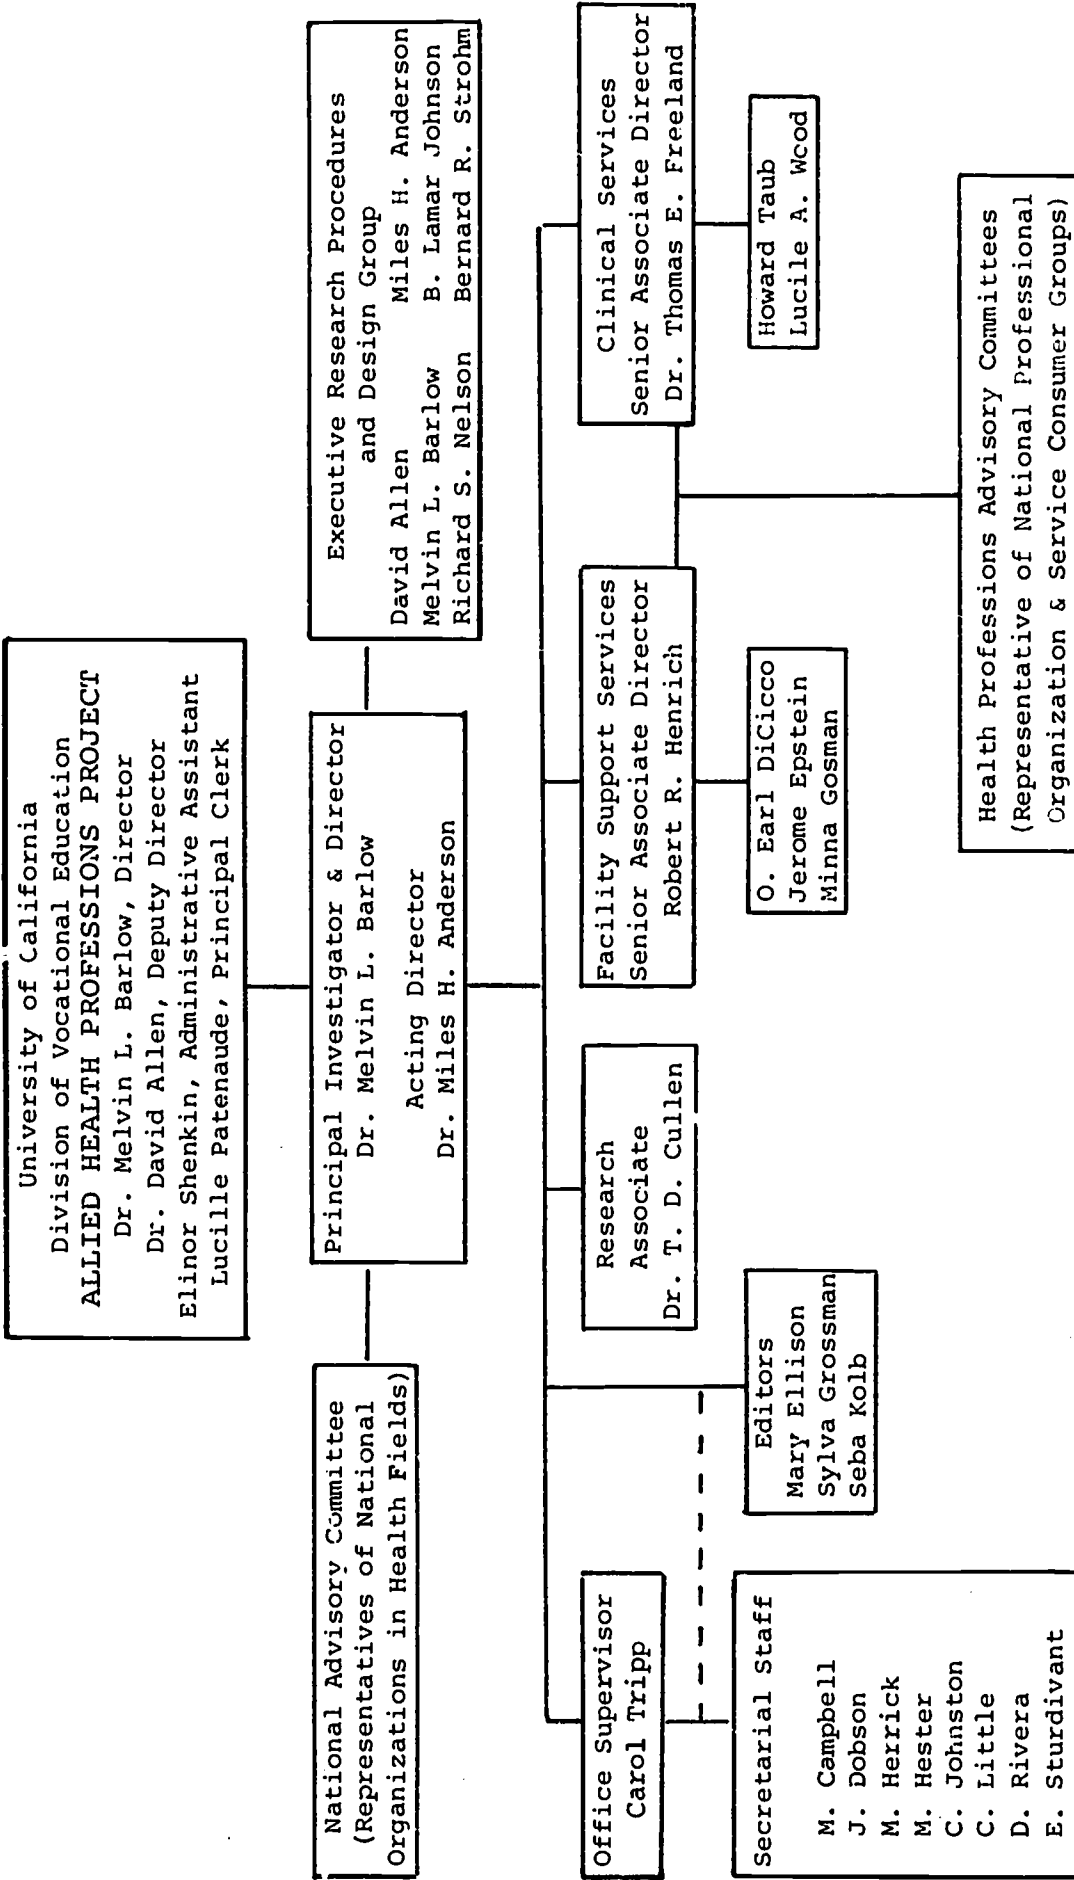 University of California
Division of Vocational Education
ALLIED HEALTH PROFESSIONS PROJECT
Dr. Melvin L. Barlow, Director
Dr. David Allen, Deputy Director
Elinor Shenkin, Administrative Assistant
Lucille Patenaude, Principal Clerk
National Advisory Committee
(Representatives of National
Organizations in Health Fields)
Principal Investigator & Director
Dr. Melvin L. Barlow
Acting Director
Dr. Miles H. Anderson
Executive Research Procedures
and Design Group
David Allen Miles H. Anderson
Melvin L. Barlow B. Lamar Johnson
Richard S. Nelson Bernard R. Strohm
Office Supervisor
Carol Tripp
Secretarial Staff
M. Campbell
J. Dobson
M. Herrick
M. Hester
C. Johnston
C. Little
D. Rivera
E. Sturdivant
Editors
Mary Ellison
Sylva Grossman
Seba Kolb
Research
Associate
Dr. T. D. Cullen
Facility Support Services
Senior Associate Director
Robert R. Henrich
O. Earl DiCicco
Jerome Epstein
Minna Gosman
Clinical Services
Senior Associate Director
Dr. Thomas E. Freeland
Howard Taub
Lucile A. Wood
Health Professions Advisory Committees
(Representative of National Professional
Organization & Service Consumer Groups)